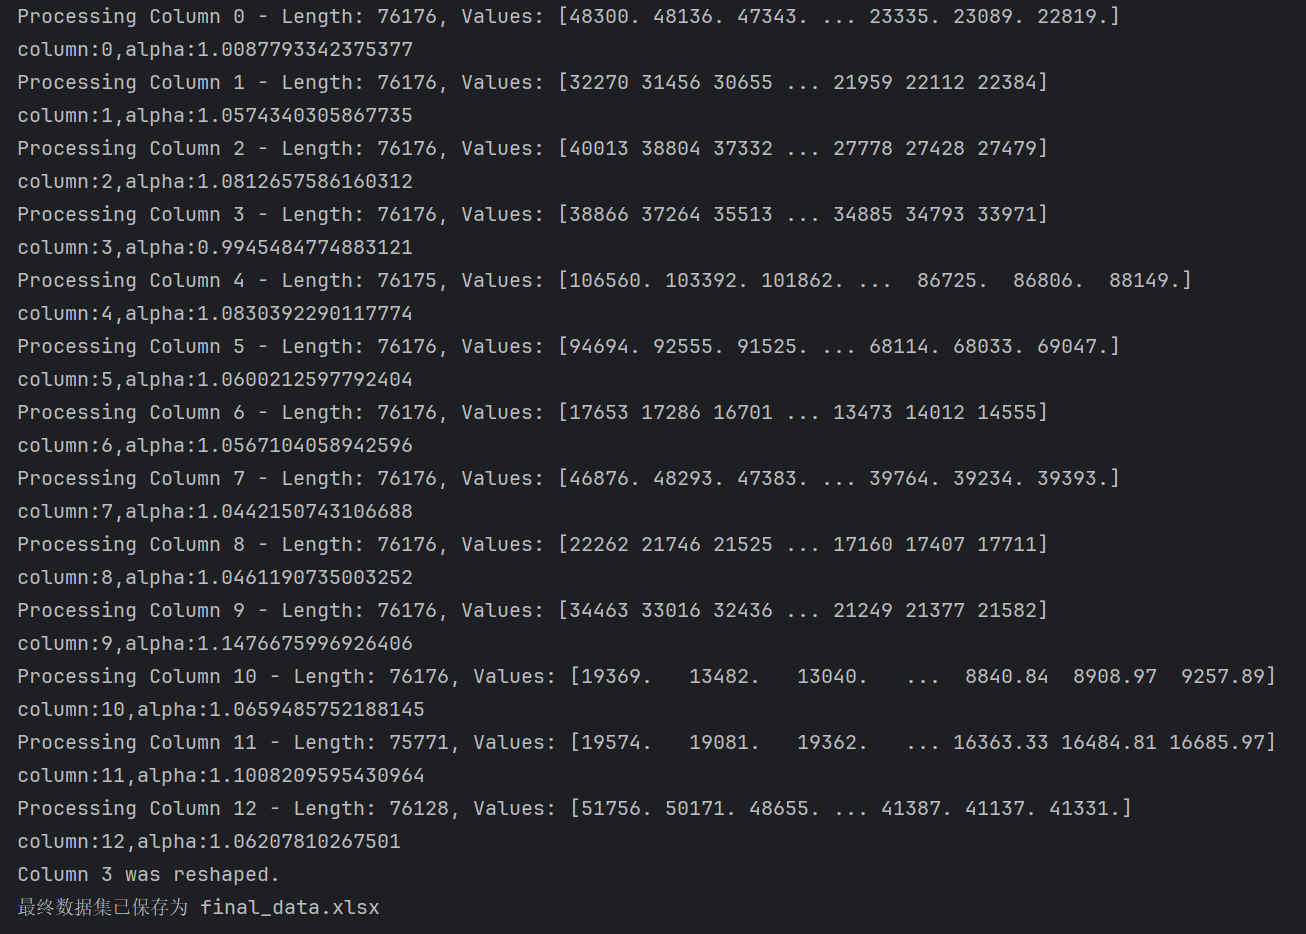 Processing Column 0 - Length: 76176, Values: [48300. 48136. 47343. ... 23335. 23089. 22819.]
column:0,alpha:1.0087793342375377
Processing Column 1 - Length: 76176, Values: [32270 31456 30655 ... 21959 22112 22384]
column:1,alpha:1.0574340305867735
Processing Column 2 - Length: 76176, Values: [40013 38804 37332 ... 27778 27428 27479]
column:2,alpha:1.0812657586160312
Processing Column 3 - Length: 76176, Values: [38866 37264 35513 ... 34885 34793 33971]
column:3,alpha:0.9945484774883121
Processing Column 4 - Length: 76175, Values: [106560. 103392. 101862. ...  86725.  86806.  88149.]
column:4,alpha:1.0830392290117774
Processing Column 5 - Length: 76176, Values: [94694. 92555. 91525. ... 68114. 68033. 69047.]
column:5,alpha:1.0600212597792404
Processing Column 6 - Length: 76176, Values: [17653 17286 16701 ... 13473 14012 14555]
column:6,alpha:1.0567104058942596
Processing Column 7 - Length: 76176, Values: [46876. 48293. 47383. ... 39764. 39234. 39393.]
column:7,alpha:1.0442150743106688
Processing Column 8 - Length: 76176, Values: [22262 21746 21525 ... 17160 17407 17711]
column:8,alpha:1.0461190735003252
Processing Column 9 - Length: 76176, Values: [34463 33016 32436 ... 21249 21377 21582]
column:9,alpha:1.1476675996926406
Processing Column 10 - Length: 76176, Values: [19369.   13482.   13040.   ...  8840.84  8908.97  9257.89]
column:10,alpha:1.0659485752188145
Processing Column 11 - Length: 75771, Values: [19574.   19081.   19362.   ... 16363.33 16484.81 16685.97]
column:11,alpha:1.1008209595430964
Processing Column 12 - Length: 76128, Values: [51756. 50171. 48655. ... 41387. 41137. 41331.]
column:12,alpha:1.06207810267501
Column 3 was reshaped.
最终数据集已保存为 final_data.xlsx